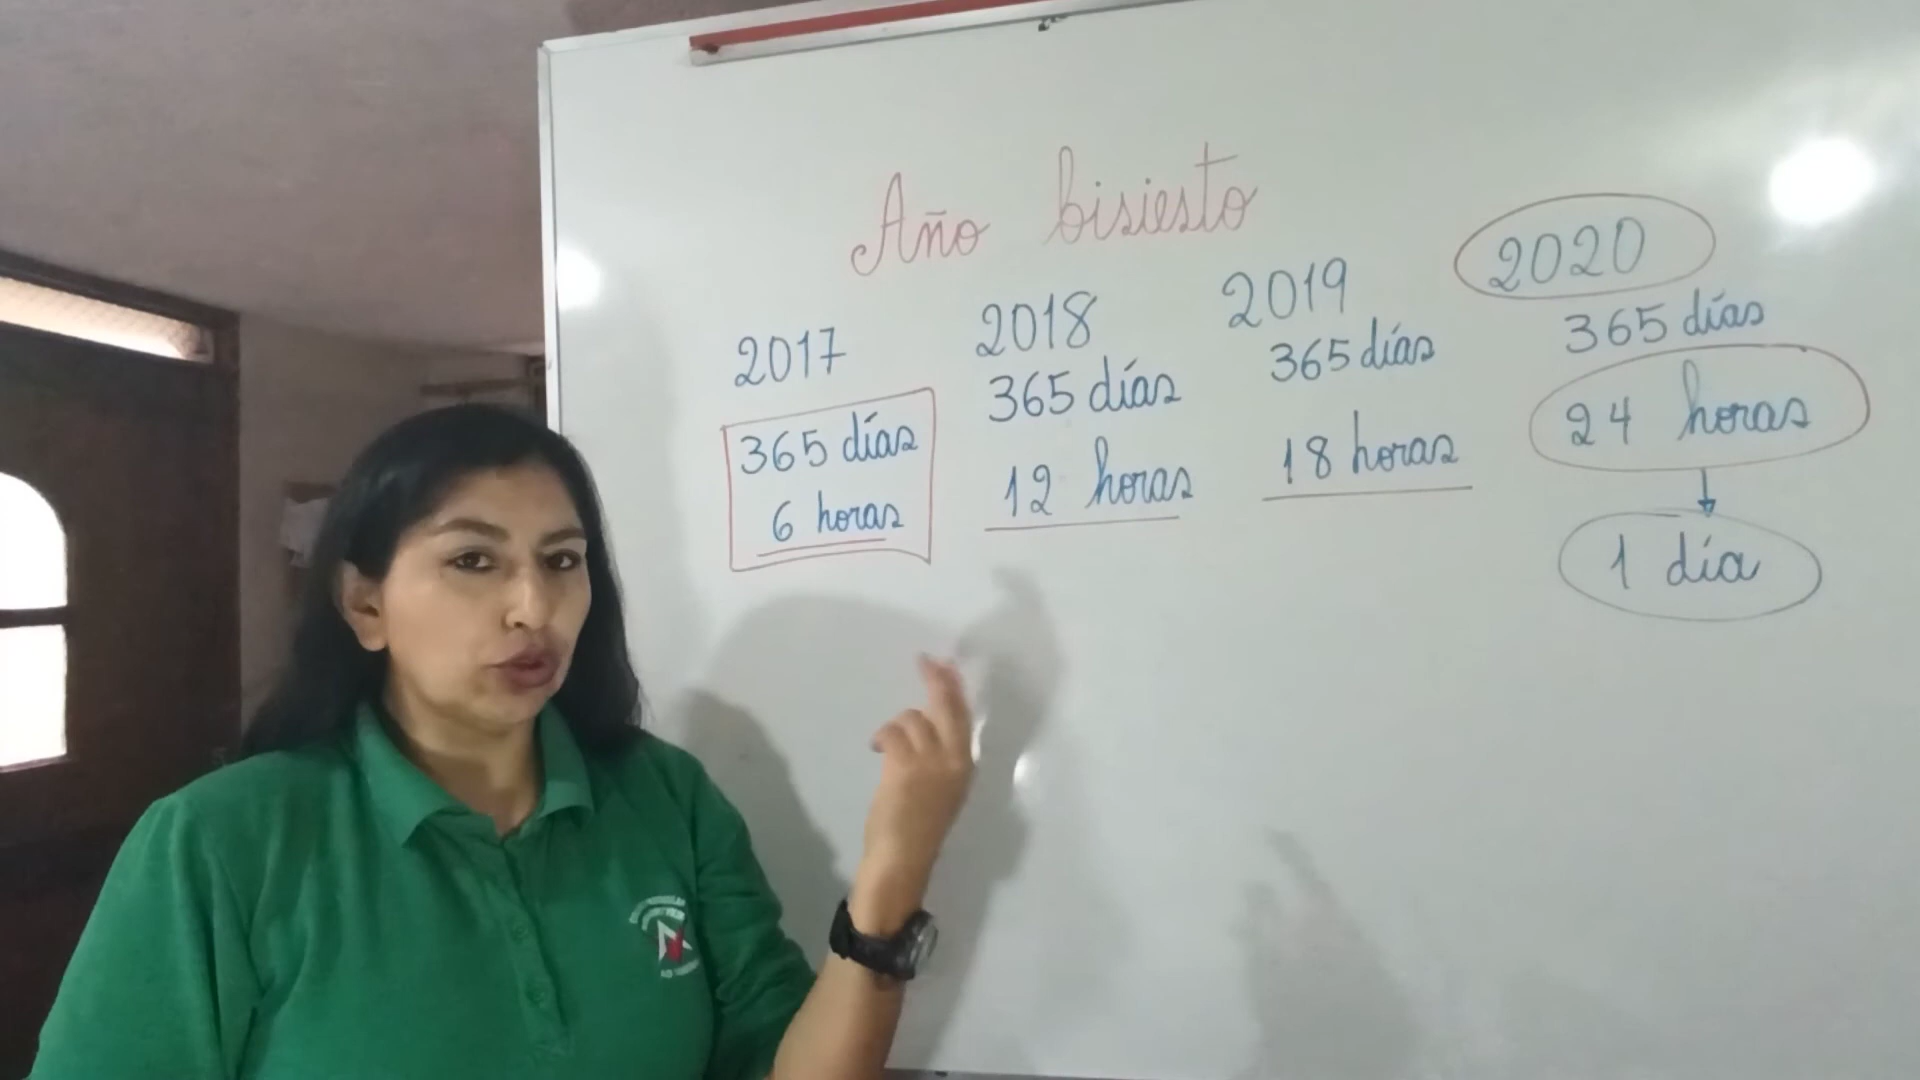 Año bisiesto
2017
365 días
6 horas
2018
365 días
12 horas
2019
365 días
18 horas
2020
365 días
24 horas
1 día